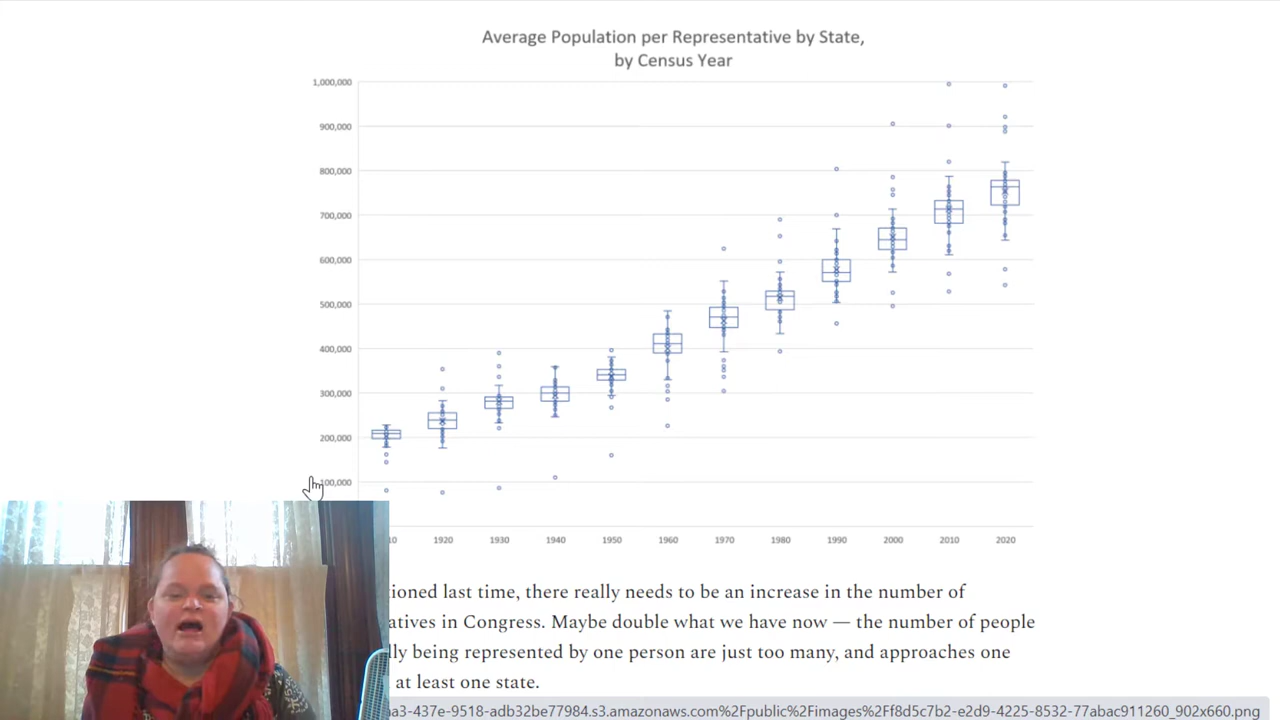 Average Population per Representative by State,
by Census Year
1,000,000
900,000
800,000
700,000
600,000
500,000
400,000
300,000
200,000
100,000
10 1920 1930 1940 1950 1960 1970 1980 1990 2000 2010 2020
tioned last time, there really needs to be an increase in the number of
atives in Congress. Maybe double what we have now — the number of people
lly being represented by one person are just too many, and approaches one
at least one state.
a3-437e-9518-adb32be77984.s3.amazonaws.com%2Fpublic%2Fimages%2Ff8d5c7b2-e2d9-4225-8532-77abac911260_902x660.png